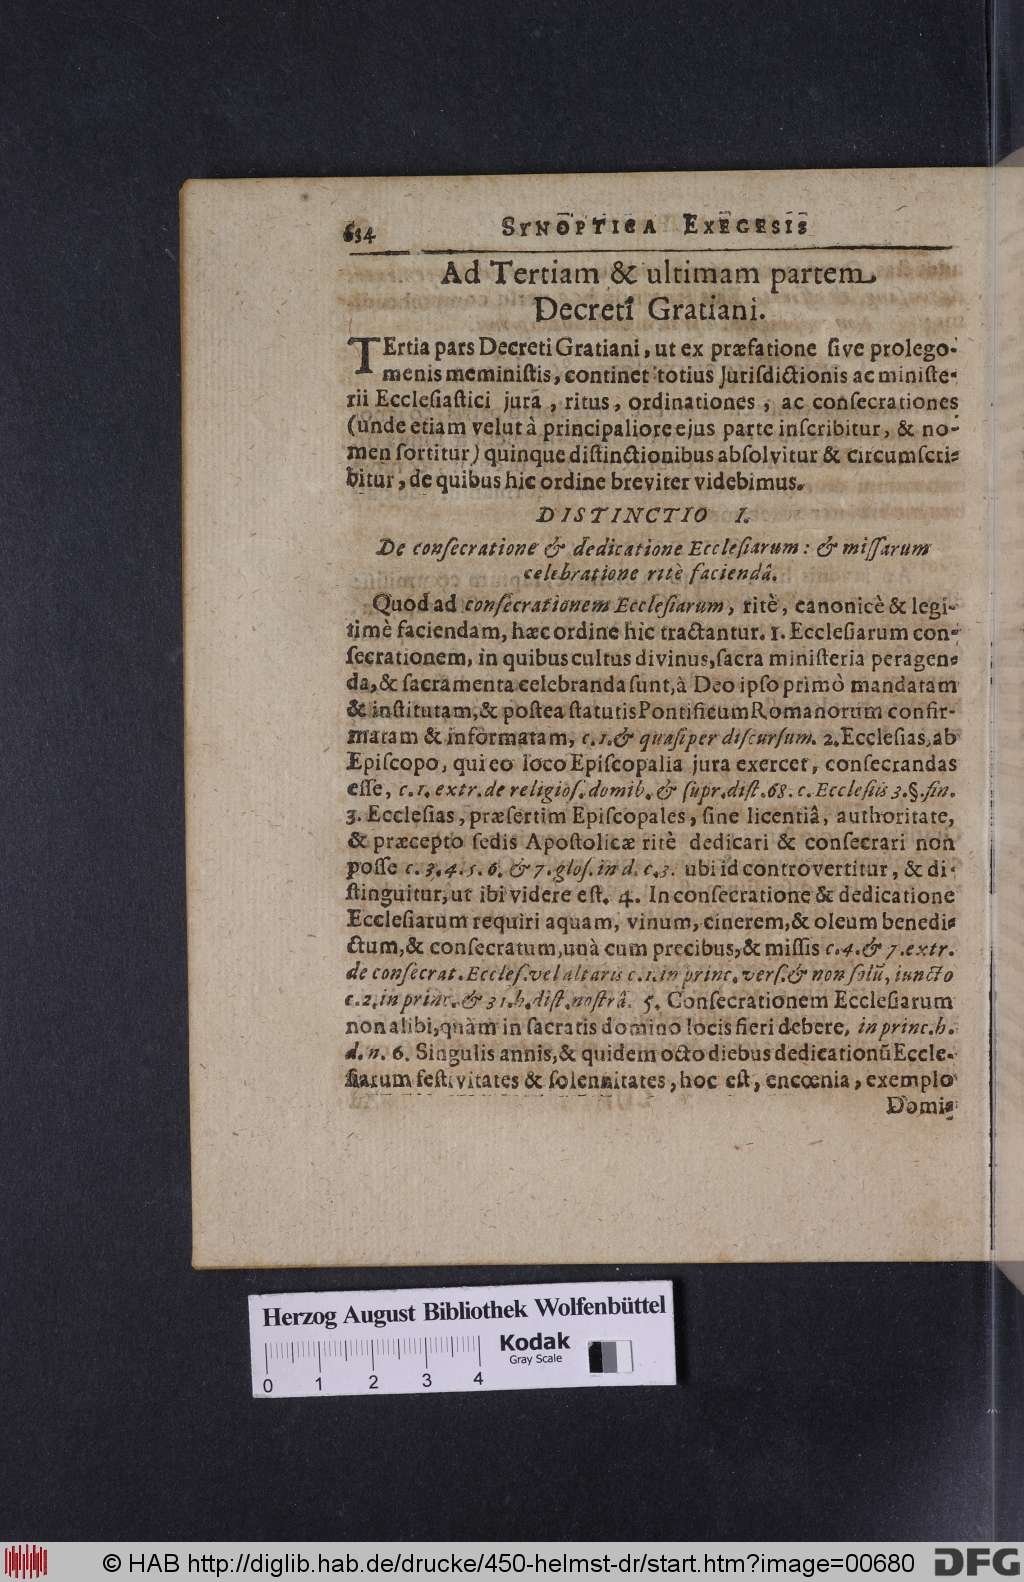 634 SYNOPTICA EXEGESIS
Ad Tertiam & ultimam partem
Decreti Gratiani.
TErtia pars Decreti Gratiani, ut ex præfatione ſive prolego-
menis meminiſtis, continet totius Jurisdictionis ac miniſte-
rii Eccleſiaſtici jura, ritus, ordinationes, ac conſecrationes
(unde etiam velut à principaliore ejus parte inſcribitur, & no-
men ſortitur) quinque diſtinctionibus abſolvitur & circumſcri-
bitur, de quibus hic ordine breviter videbimus.
DISTINCTIO I.
De conſecratione & dedicatione Eccleſiarum: & miſſarum
celebratione ritè faciendâ.
Quod ad conſecrationem Eccleſiarum, ritè, canonicè & legi-
timè faciendam, hæc ordine hic tractantur. 1. Eccleſiarum con-
ſecrationem, in quibus cultus divinus, ſacra miniſteria peragen-
da, & ſacramenta celebranda ſunt, à Deo ipſo primò mandatam
& inſtitutam, & poſtea ſtatutis Pontificum Romanorum confir-
matam & informatam, c. 1. & quaſi per diſcurſum. 2. Eccleſias, ab
Epiſcopo, qui eo loco Epiſcopalia jura exercet, conſecrandas
eſſe, c. 1. extr. de religioſ. domib. & ſupr. diſt. 68. c. Eccleſiis 3. §. fin.
3. Eccleſias, præſertim Epiſcopales, ſine licentiâ, authoritate,
& præcepto ſedis Apoſtolicæ ritè dedicari & conſecrari non
poſſe c. 3. 4. 5. 6. & 7. gloſ. in d. c. 3. ubi id controvertitur, & di-
ſtinguitur, ut ibi videre eſt. 4. In conſecratione & dedicatione
Eccleſiarum requiri aquam, vinum, cinerem, & oleum benedi-
ctum, & conſecratum, unà cum precibus, & miſſis c. 4. & 7. extr.
de conſecrat. Eccleſ. vel altaris c. 1. in princ. verſ. & non ſolũ, iuncto
c. 2. in princ. & 31. h. diſt. noſtrâ. 5. Conſecrationem Eccleſiarum
non alibi, quàm in ſacratis domino locis fieri debere, in princ. h.
d. n. 6. Singulis annis, & quidem octo diebus dedicationũ Eccle-
ſiarum feſtivitates & ſolennitates, hoc eſt, encœnia, exemplo
Domi-
Herzog August Bibliothek Wolfenbüttel
Kodak
Gray Scale
0 1 2 3 4
© HAB http://diglib.hab.de/drucke/450-helmst-dr/start.htm?image=00680 DFG